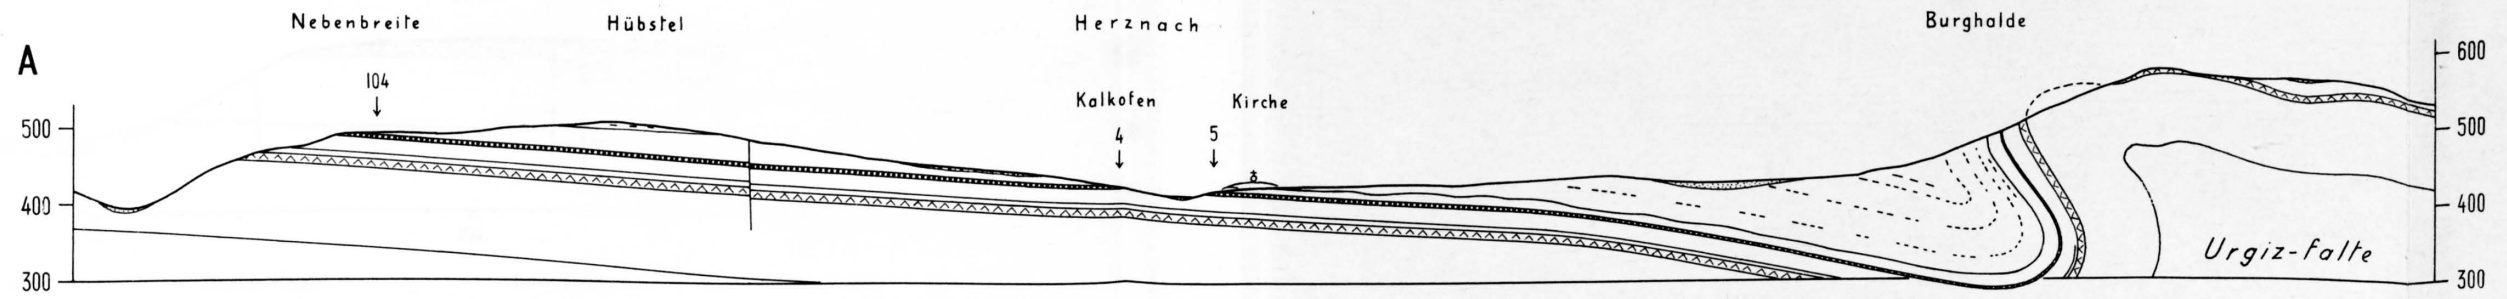 Nebenbreite Hübstel Herznach Burghalde
A
104
Kalkofen Kirche
4 5
600
500 500
400 400
Urgiz-Falte
300 300